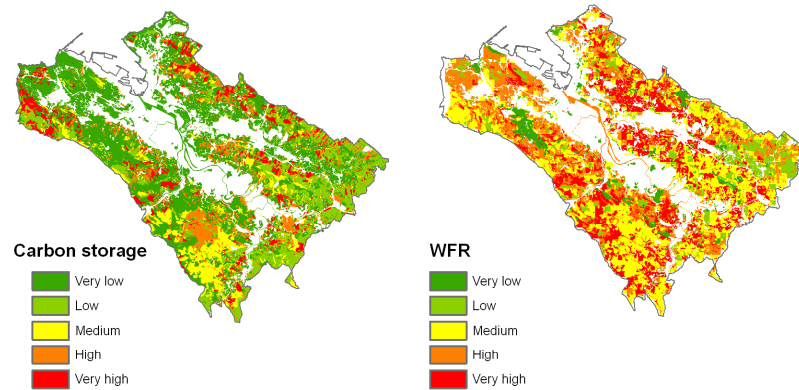 Carbon storage
Very low
Low
Medium
High
Very high
WFR
Very low
Low
Medium
High
Very high